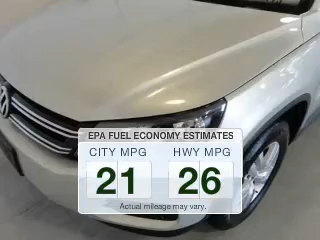 EPA FUEL ECONOMY ESTIMATES
CITY MPG HWY MPG
21 26
Actual mileage may vary.